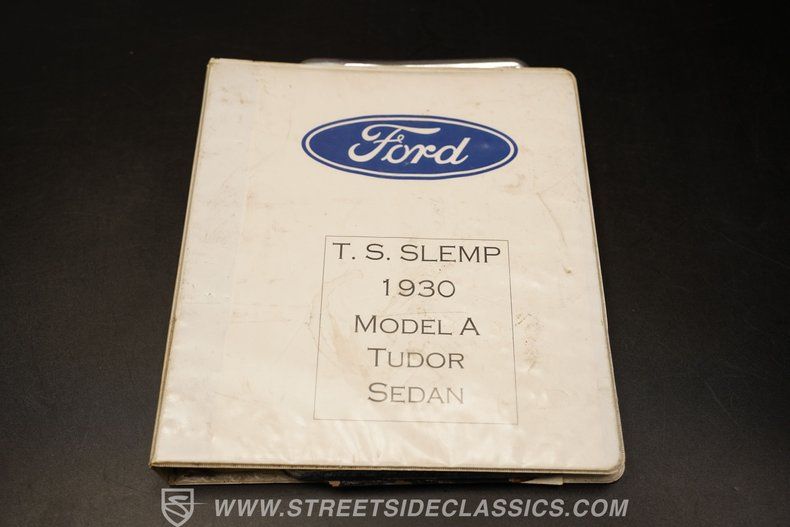 Ford
T. S. SLEMP
1930
MODEL A
TUDOR
SEDAN
WWW.STREETSIDECLASSICS.COM